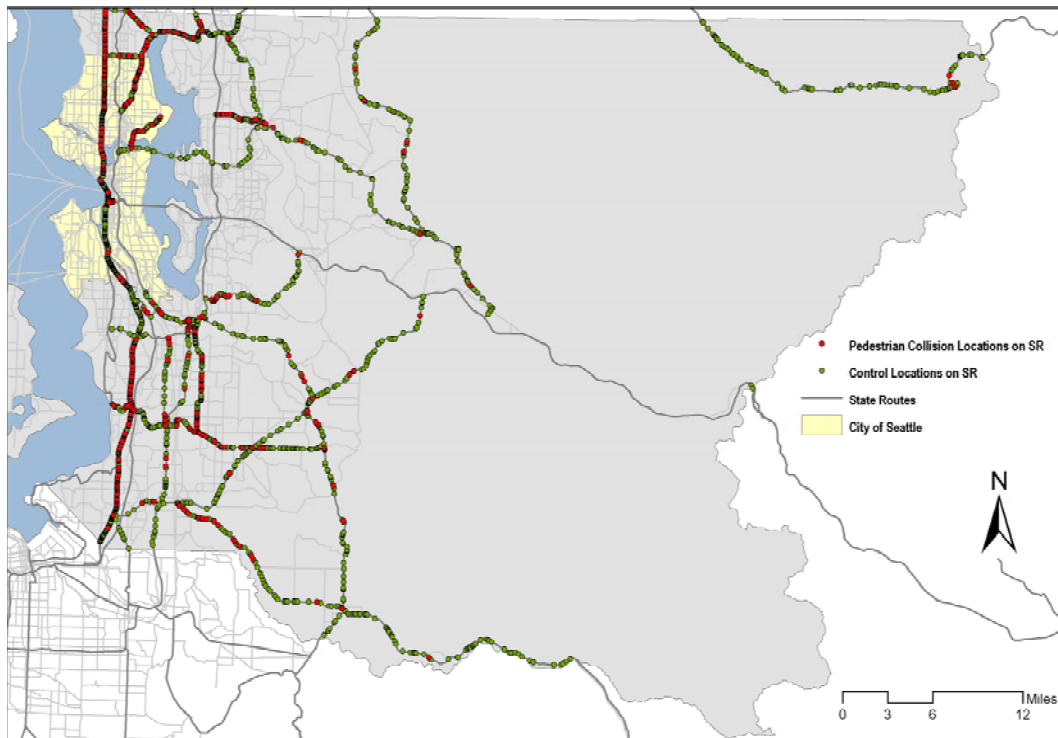 Pedestrian Collision Locations on SR
Control Locations on SR
State Routes
City of Seattle
N
Miles
0 3 6 12